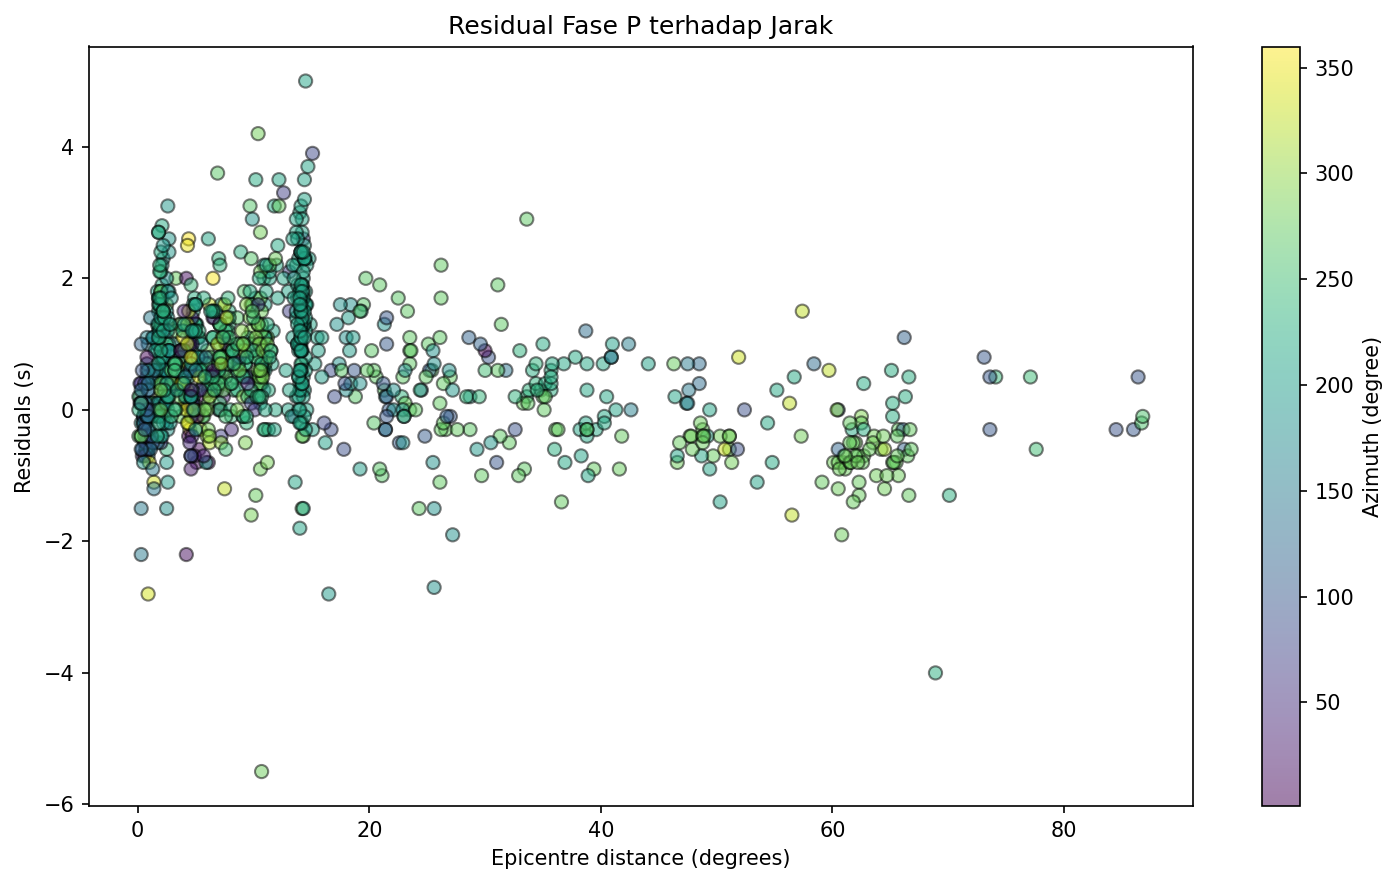 Residual Fase P terhadap Jarak
Residuals (s)
4
2
0
−2
−4
−6
0 20 40 60 80
Epicentre distance (degrees)
350
300
250
200
150
100
50
Azimuth (degree)